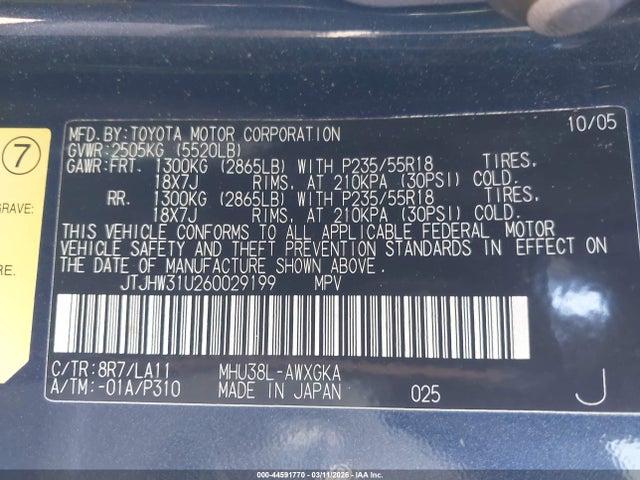 MFD.BY:TOYOTA MOTOR CORPORATION 10/05
GVWR:2505KG (5520LB)
GAWR:FRT. 1300KG (2865LB) WITH P235/55R18 TIRES,
18X7J RIMS, AT 210KPA (30PSI) COLD.
RR. 1300KG (2865LB) WITH P235/55R18 TIRES,
18X7J RIMS, AT 210KPA (30PSI) COLD.
THIS VEHICLE CONFORMS TO ALL APPLICABLE FEDERAL MOTOR
VEHICLE SAFETY AND THEFT PREVENTION STANDARDS IN EFFECT ON
THE DATE OF MANUFACTURE SHOWN ABOVE.
JTJHW31U260029199 MPV
C/TR:8R7/LA11 MHU38L-AWXGKA
A/TM:-01A/P310 MADE IN JAPAN 025 J
7
GRAVE:
RE.
000-44591770 - 03/11/2026 - IAA Inc.